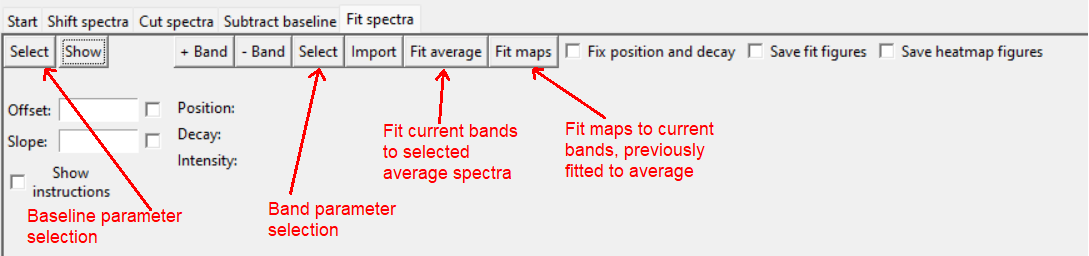 Start Shift spectra Cut spectra Subtract baseline Fit spectra
Select Show + Band - Band Select Import Fit average Fit maps Fix position and decay Save fit figures Save heatmap figures
Offset: Position:
Slope: Decay:
Intensity:
Show
instructions
Baseline parameter
selection
Band parameter
selection
Fit current bands
to selected
average spectra
Fit maps to current
bands, previously
fitted to average